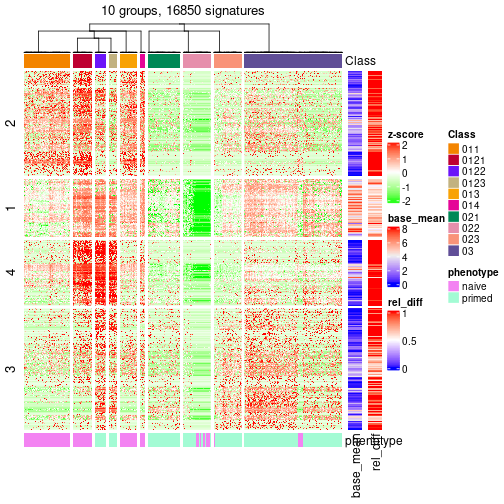 10 groups, 16850 signatures
Class
2
1
4
3
z-score
2
1
0
-1
-2
base_mean
8
6
4
2
0
rel_diff
1
0.5
0
Class
011
0121
0122
0123
013
014
021
022
023
03
phenotype
naive
primed
phenotype
base_mean
rel_diff